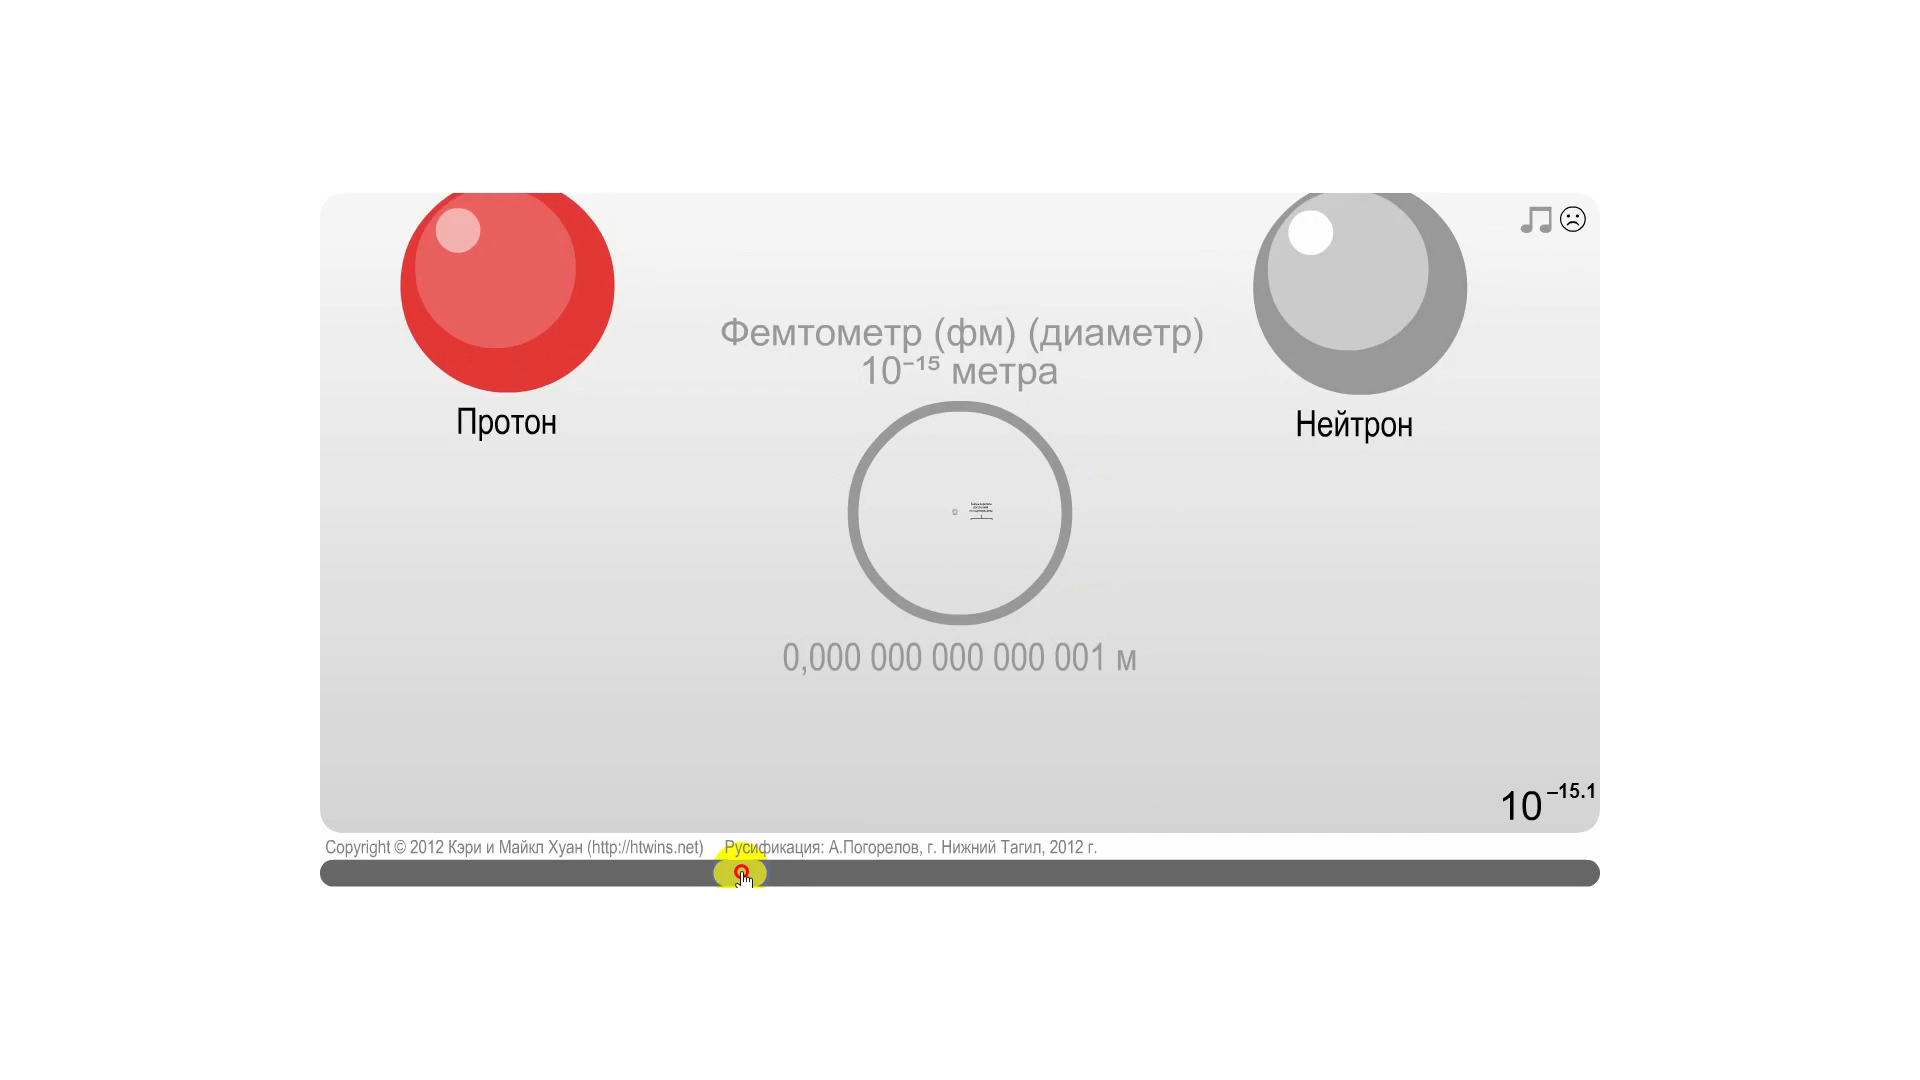 Фемтометр (фм) (диаметр)
10⁻¹⁵ метра
Протон
Нейтрон
0,000 000 000 000 001 м
10⁻¹⁵·¹
Copyright © 2012 Кэри и Майкл Хуан (http://htwins.net) Русификация: А.Погорелов, г. Нижний Тагил, 2012 г.